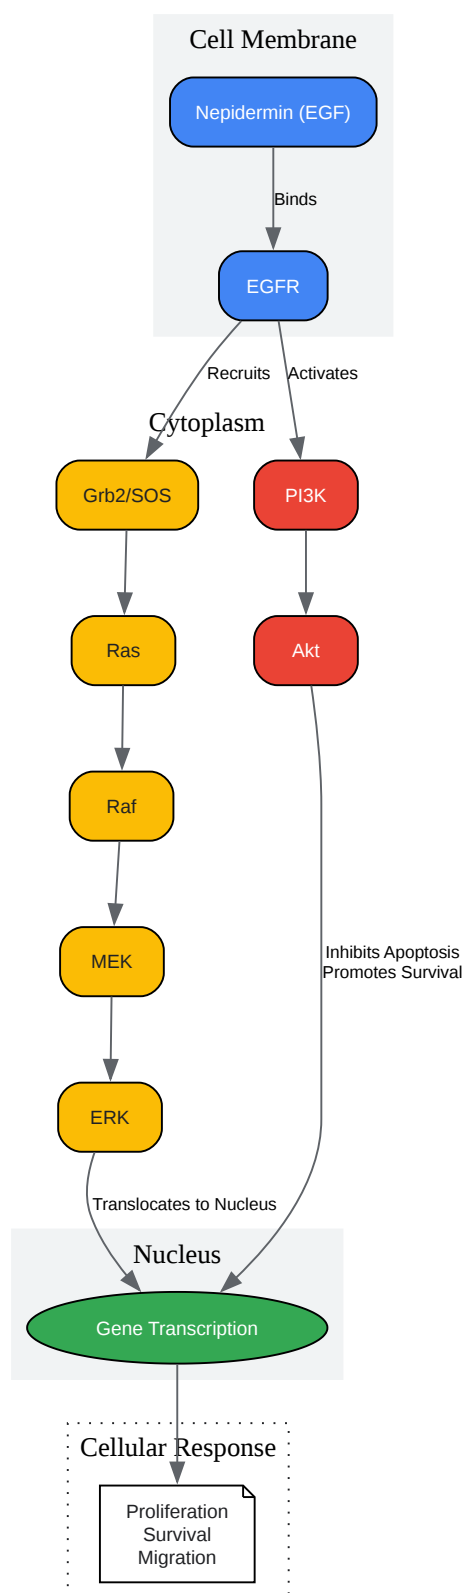 Cell Membrane
Nepidermin (EGF)
Binds
EGFR
Recruits
Activates
Cytoplasm
Grb2/SOS
PI3K
Ras
Akt
Raf
MEK
Inhibits Apoptosis
Promotes Survival
ERK
Translocates to Nucleus
Nucleus
Gene Transcription
Cellular Response
Proliferation
Survival
Migration